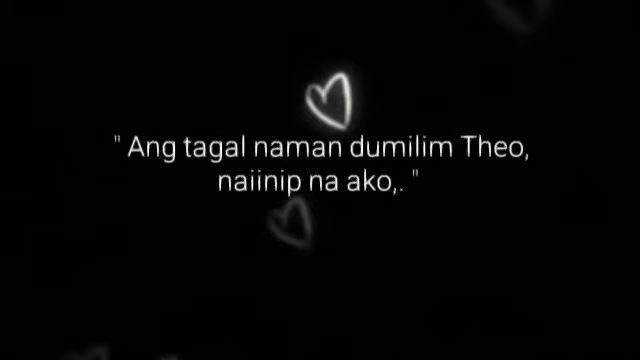 " Ang tagal naman dumilim Theo,
naiinip na ako,. "